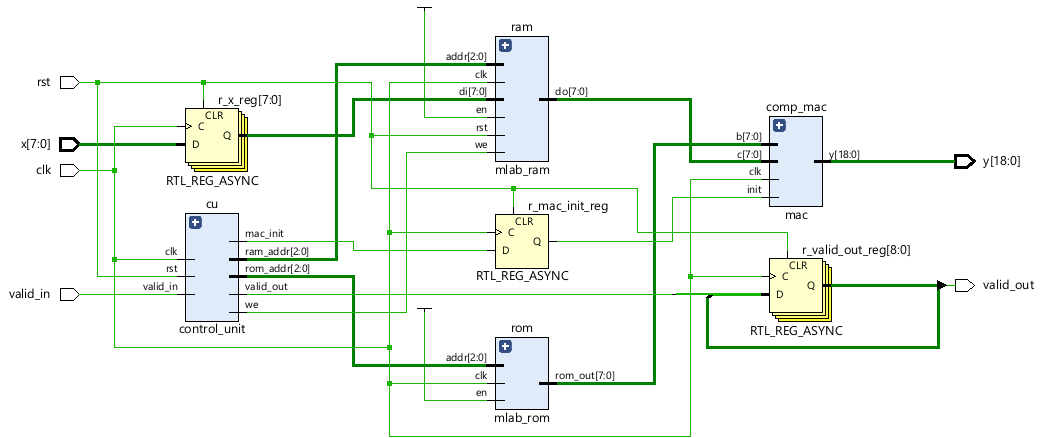 ram
addr[2:0]
clk
di[7:0]
en
rst
we
do[7:0]
mlab_ram
rst
x[7:0]
clk
valid_in
r_x_reg[7:0]
CLR
C
Q
D
RTL_REG_ASYNC
cu
clk
rst
valid_in
mac_init
ram_addr[2:0]
rom_addr[2:0]
valid_out
we
control_unit
r_mac_init_reg
CLR
C
Q
D
RTL_REG_ASYNC
rom
addr[2:0]
clk
en
rom_out[7:0]
mlab_rom
comp_mac
b[7:0]
c[7:0]
clk
init
y[18:0]
mac
y[18:0]
r_valid_out_reg[8:0]
CLR
C
Q
D
RTL_REG_ASYNC
valid_out